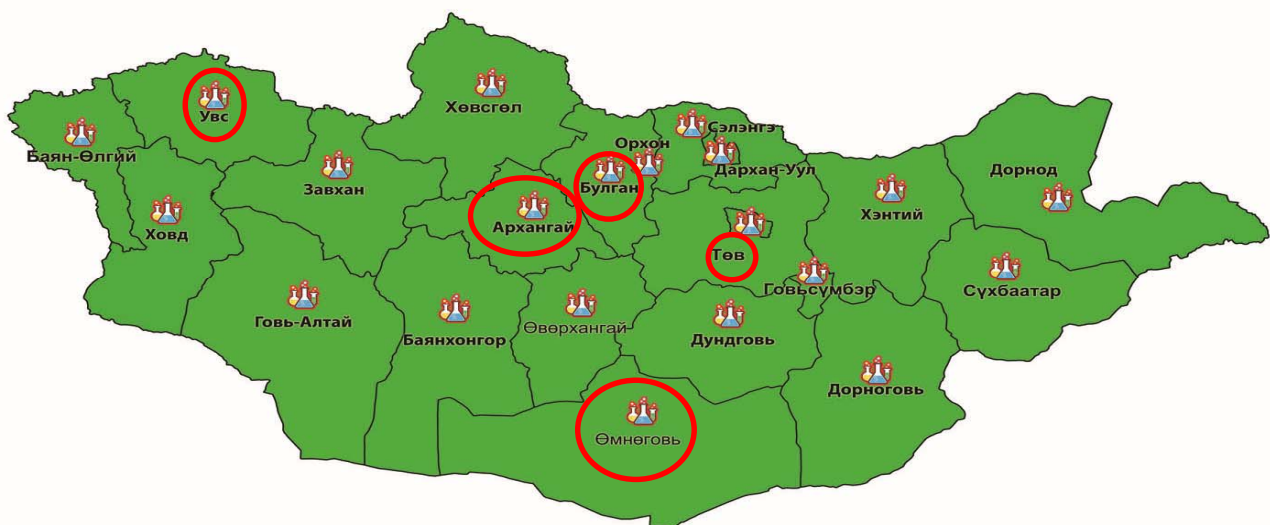 Хөвсгөл
Увс
Сэлэнгэ
Орхон
Баян-Өлгий
Дархан-Уул
Дорнод
Завхан
Булган
Хэнтий
Ховд
Архангай
Төв
Говьсүмбэр
Сүхбаатар
Говь-Алтай
Өвөрхангай
Баянхонгор
Дундговь
Дорноговь
Өмнөговь